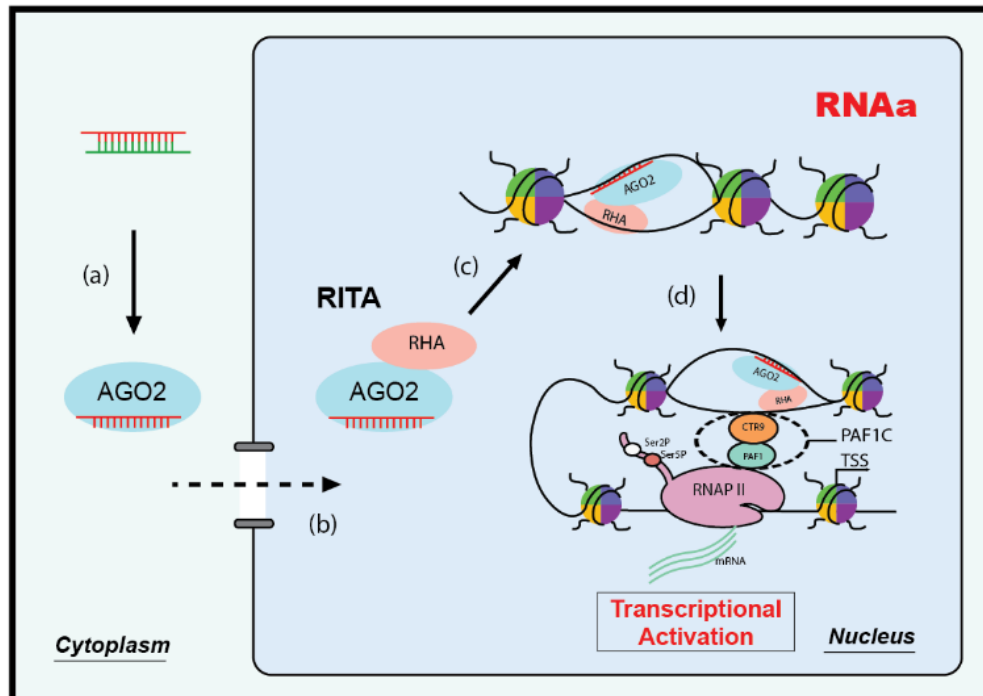 RNAa
(a)
AGO2
(b)
RITA
RHA
AGO2
(c)
AGO2
RHA
(d)
AGO2
RHA
CTR9
PAF1
PAF1C
TSS
Ser2P
Ser5P
RNAP II
mRNA
Transcriptional
Activation
Cytoplasm
Nucleus